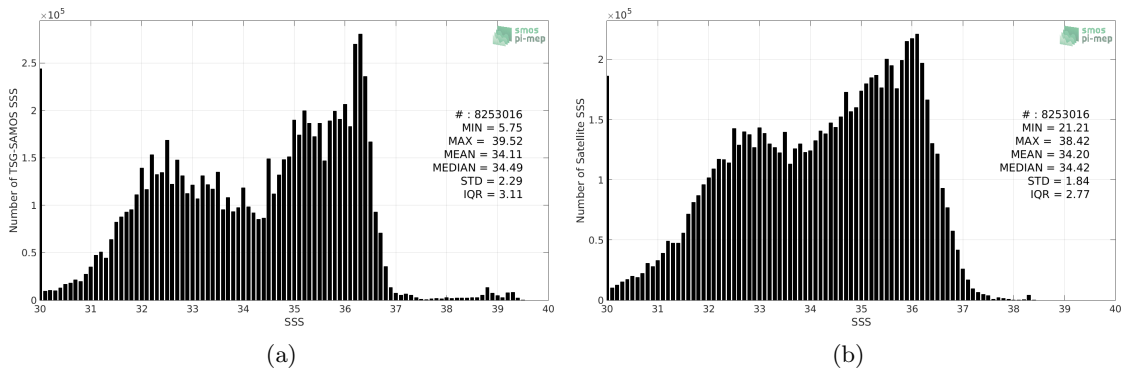 ×10⁵
smos
pi-mep
2.5
2
1.5
1
0.5
0
Number of TSG-SAMOS SSS
# : 8253016
MIN = 5.75
MAX = 39.52
MEAN = 34.11
MEDIAN = 34.49
STD = 2.29
IQR = 3.11
30 31 32 33 34 35 36 37 38 39 40
SSS
(a)
×10⁵
smos
pi-mep
2
1.5
1
0.5
0
Number of Satellite SSS
# : 8253016
MIN = 21.21
MAX = 38.42
MEAN = 34.20
MEDIAN = 34.42
STD = 1.84
IQR = 2.77
30 31 32 33 34 35 36 37 38 39 40
SSS
(b)